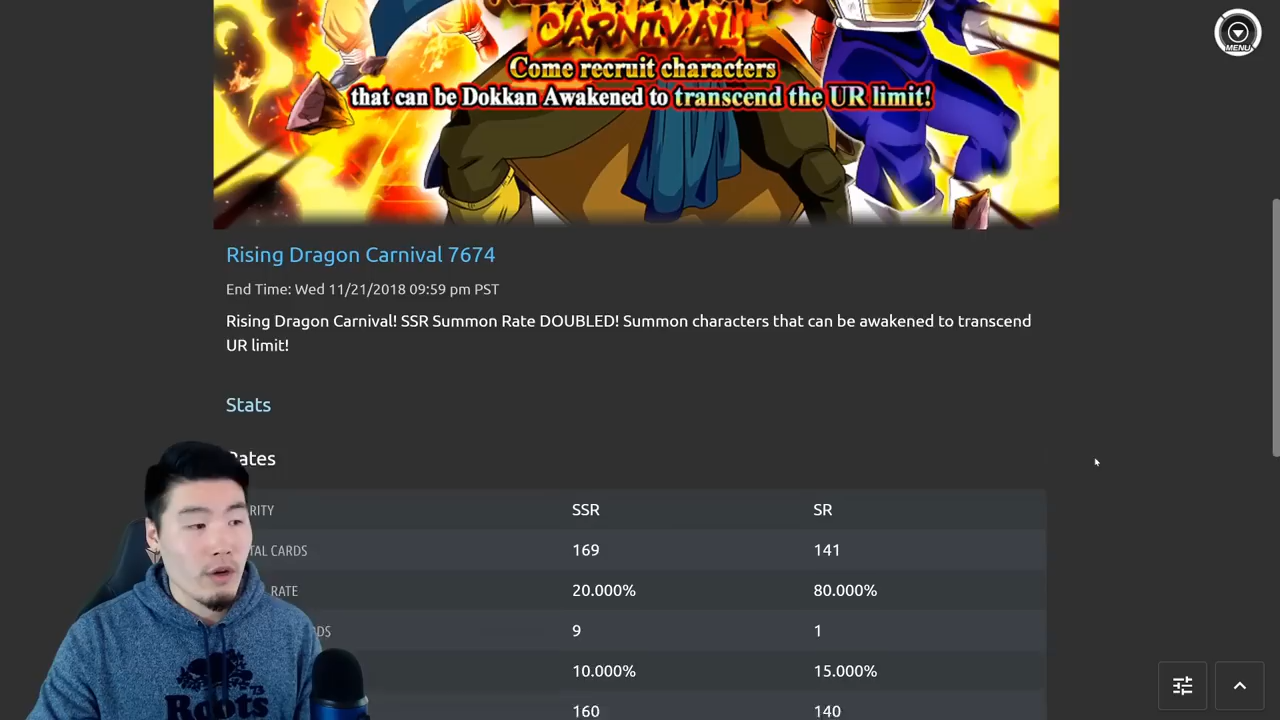 CARNIVAL!
Come recruit characters
that can be Dokkan Awakened to transcend the UR limit!
MENU
Rising Dragon Carnival 7674
End Time: Wed 11/21/2018 09:59 pm PST
Rising Dragon Carnival! SSR Summon Rate DOUBLED! Summon characters that can be awakened to transcend
UR limit!
Stats
Rates
SSR SR
169 141
RATE 20.000% 80.000%
9 1
10.000% 15.000%
160 140
Roots
73